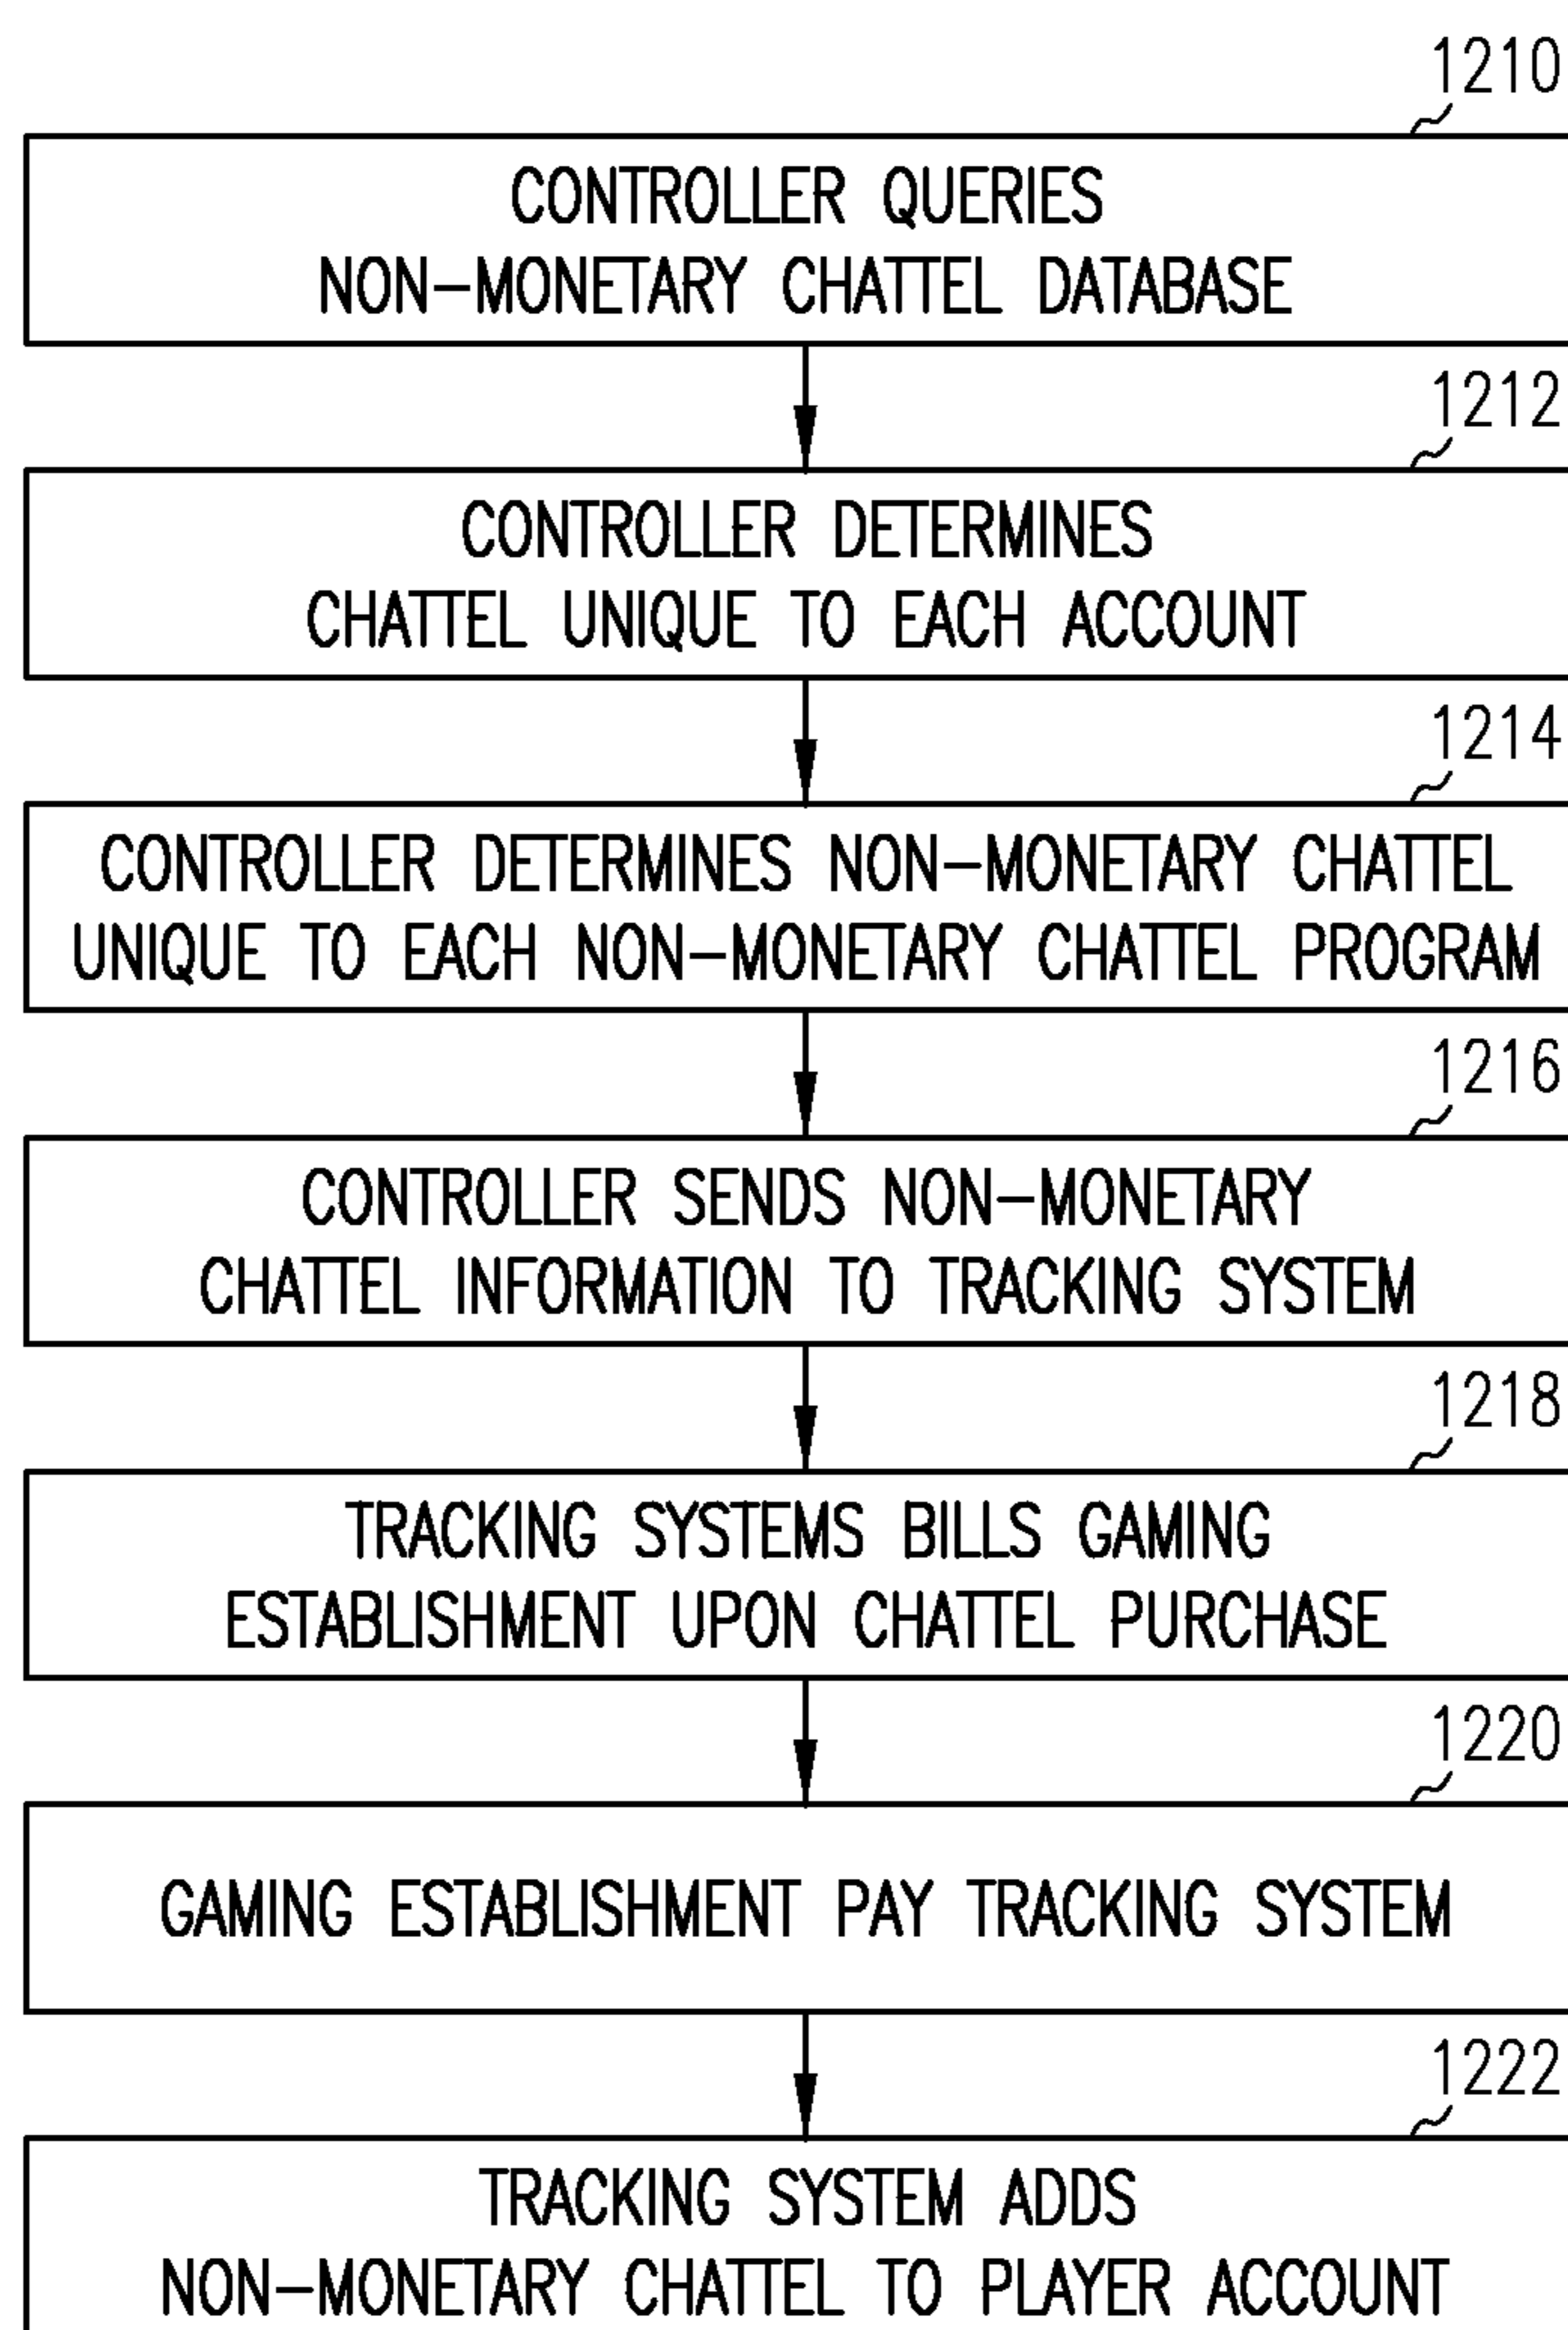 1210
CONTROLLER QUERIES
NON-MONETARY CHATTEL DATABASE
1212
CONTROLLER DETERMINES
CHATTEL UNIQUE TO EACH ACCOUNT
1214
CONTROLLER DETERMINES NON-MONETARY CHATTEL
UNIQUE TO EACH NON-MONETARY CHATTEL PROGRAM
1216
CONTROLLER SENDS NON-MONETARY
CHATTEL INFORMATION TO TRACKING SYSTEM
1218
TRACKING SYSTEMS BILLS GAMING
ESTABLISHMENT UPON CHATTEL PURCHASE
1220
GAMING ESTABLISHMENT PAY TRACKING SYSTEM
1222
TRACKING SYSTEM ADDS
NON-MONETARY CHATTEL TO PLAYER ACCOUNT